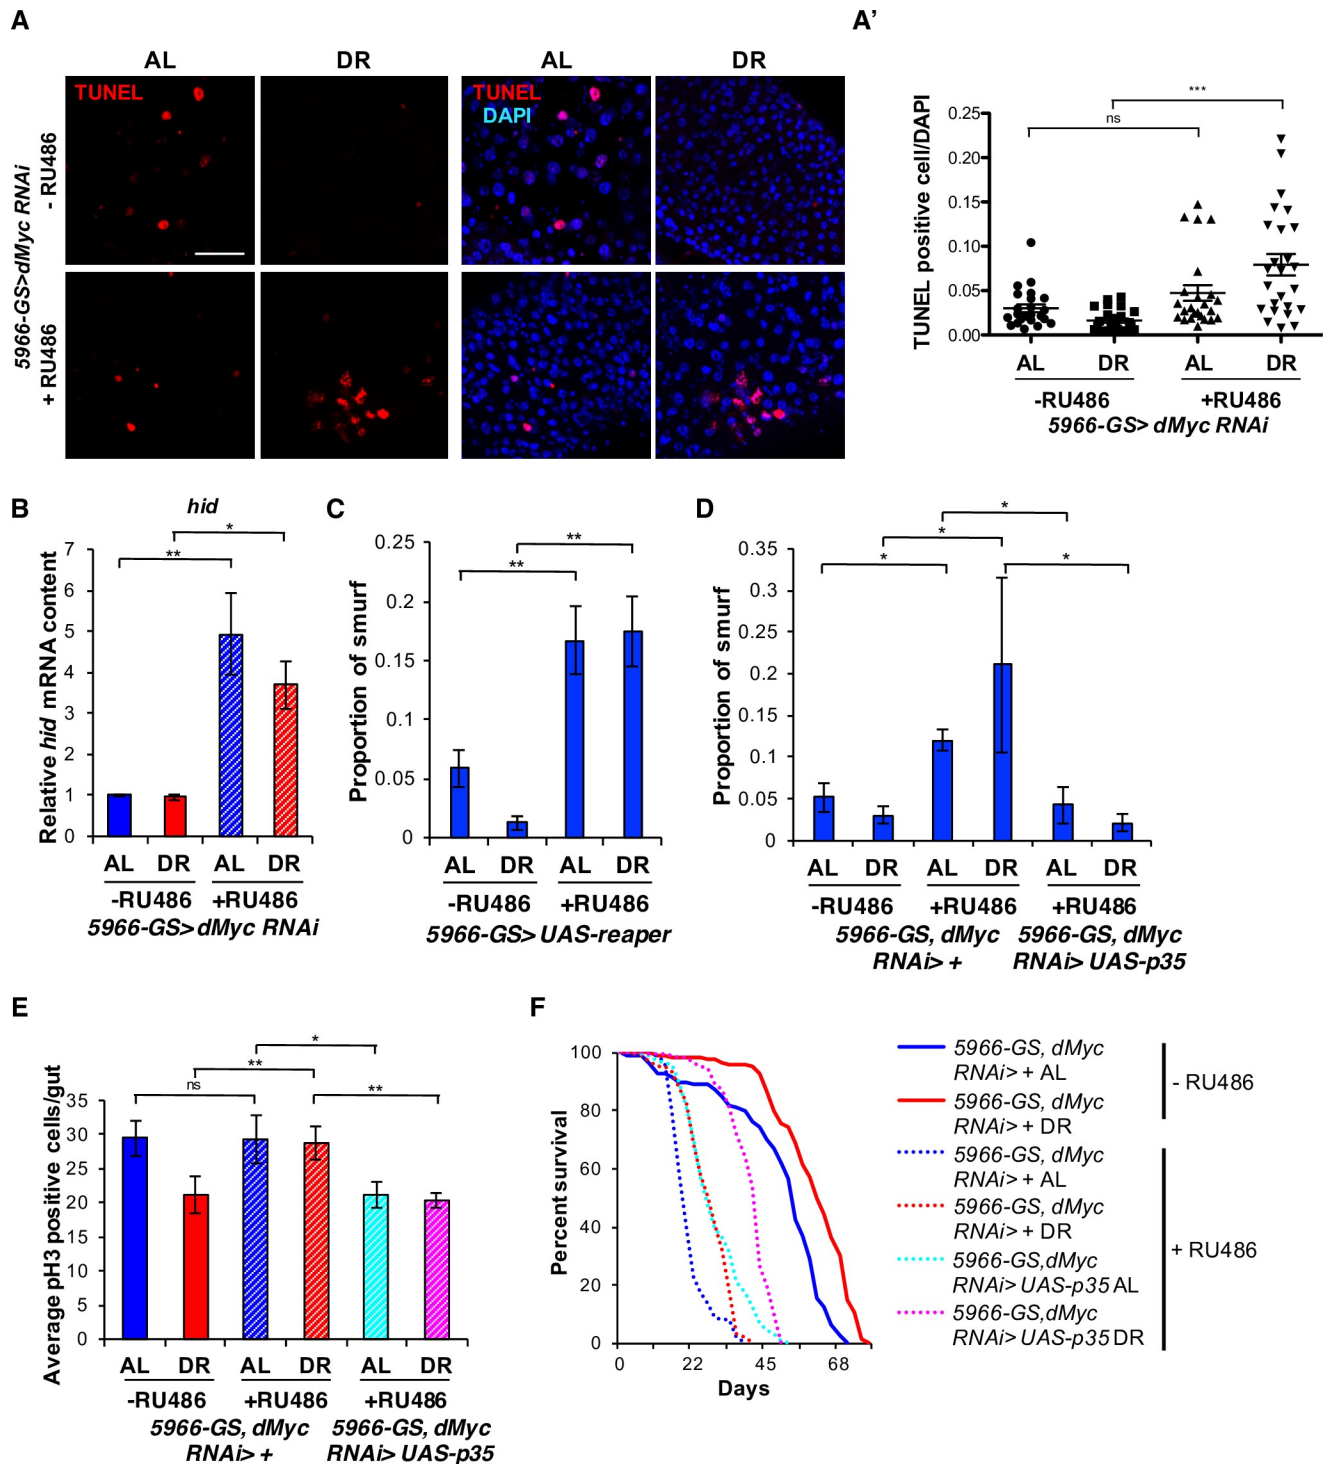 A
AL
DR
AL
DR
TUNEL
TUNEL
DAPI
5966-GS>dMyc RNAi
- RU486
+ RU486
A'
TUNEL positive cell/DAPI
0.25
0.20
0.15
0.10
0.05
0.00
ns
***
AL
DR
AL
DR
-RU486
+RU486
5966-GS> dMyc RNAi
B
hid
Relative hid mRNA content
7
6
5
4
3
2
1
0
**
*
AL
DR
AL
DR
-RU486
+RU486
5966-GS> dMyc RNAi
C
Proportion of smurf
0.25
0.2
0.15
0.1
0.05
0
**
**
AL
DR
AL
DR
-RU486
+RU486
5966-GS> UAS-reaper
D
Proportion of smurf
0.35
0.3
0.25
0.2
0.15
0.1
0.05
0
*
*
*
*
AL
DR
AL
DR
AL
DR
-RU486
+RU486
+RU486
5966-GS, dMyc
RNAi> +
5966-GS, dMyc
RNAi> UAS-p35
E
Average pH3 positive cells/gut
35
30
25
20
15
10
5
0
ns
**
*
**
AL
DR
AL
DR
AL
DR
-RU486
+RU486
+RU486
5966-GS, dMyc
RNAi> +
5966-GS, dMyc
RNAi> UAS-p35
F
Percent survival
100
80
60
40
20
0
0
22
45
68
Days
5966-GS, dMyc
RNAi> + AL
5966-GS, dMyc
RNAi> + DR
- RU486
5966-GS, dMyc
RNAi> + AL
5966-GS, dMyc
RNAi> + DR
5966-GS,dMyc
RNAi> UAS-p35 AL
5966-GS,dMyc
RNAi> UAS-p35 DR
+ RU486